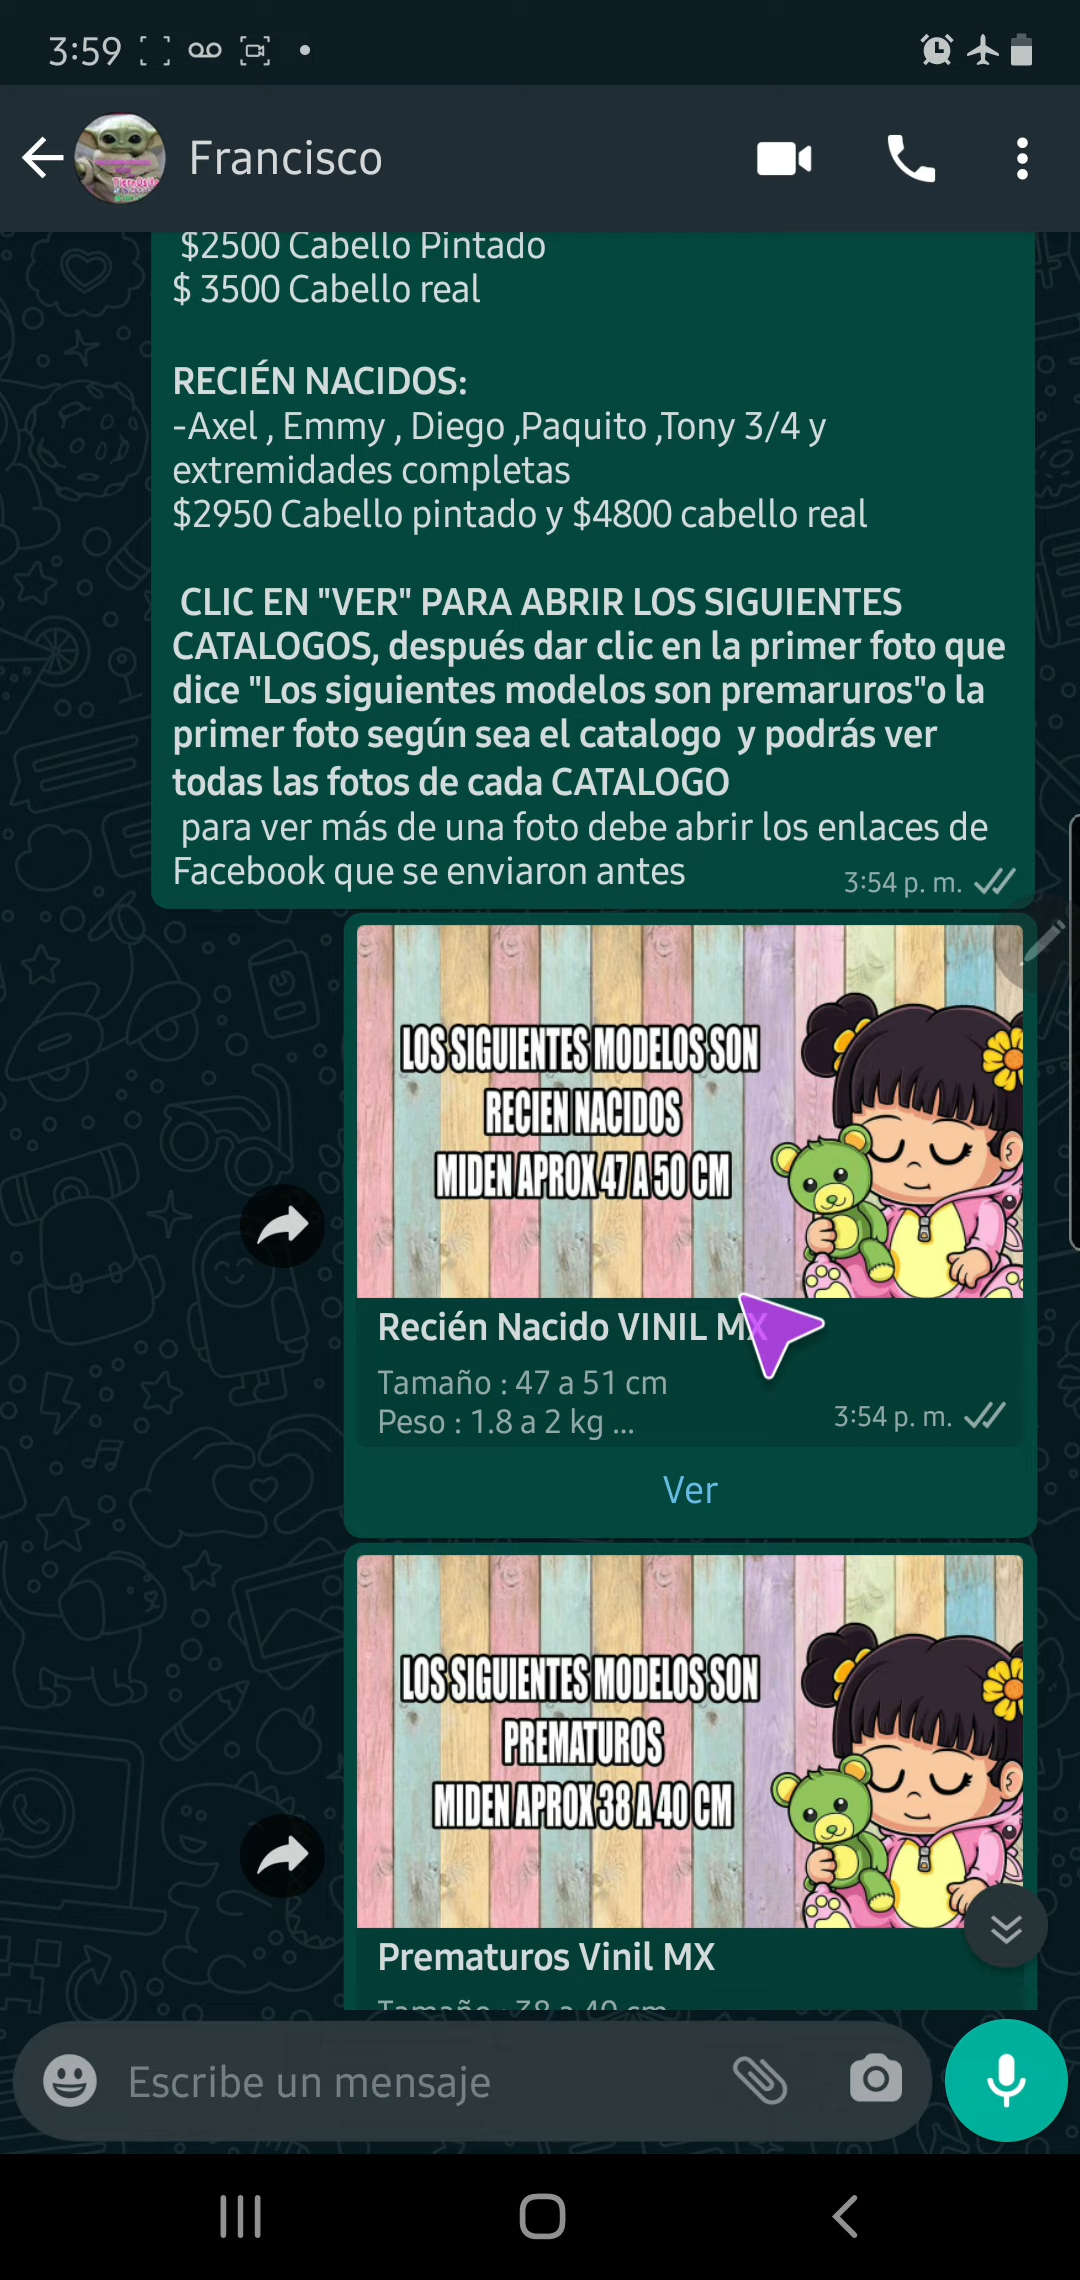 3:59
Francisco
$2500 Cabello Pintado
$ 3500 Cabello real
RECIÉN NACIDOS:
-Axel , Emmy , Diego ,Paquito ,Tony 3/4 y
extremidades completas
$2950 Cabello pintado y $4800 cabello real
CLIC EN "VER" PARA ABRIR LOS SIGUIENTES
CATALOGOS, después dar clic en la primer foto que
dice "Los siguientes modelos son premaruros"o la
primer foto según sea el catalogo  y podrás ver
todas las fotos de cada CATALOGO
para ver más de una foto debe abrir los enlaces de
Facebook que se enviaron antes
3:54 p. m.
LOS SIGUIENTES MODELOS SON
RECIEN NACIDOS
MIDEN APROX 47 A 50 CM
Recién Nacido VINIL MX
Tamaño : 47 a 51 cm
Peso : 1.8 a 2 kg ...
3:54 p. m.
Ver
LOS SIGUIENTES MODELOS SON
PREMATUROS
MIDEN APROX 38 A 40 CM
Prematuros Vinil MX
Tamaño : 38 a 40 cm
Escribe un mensaje